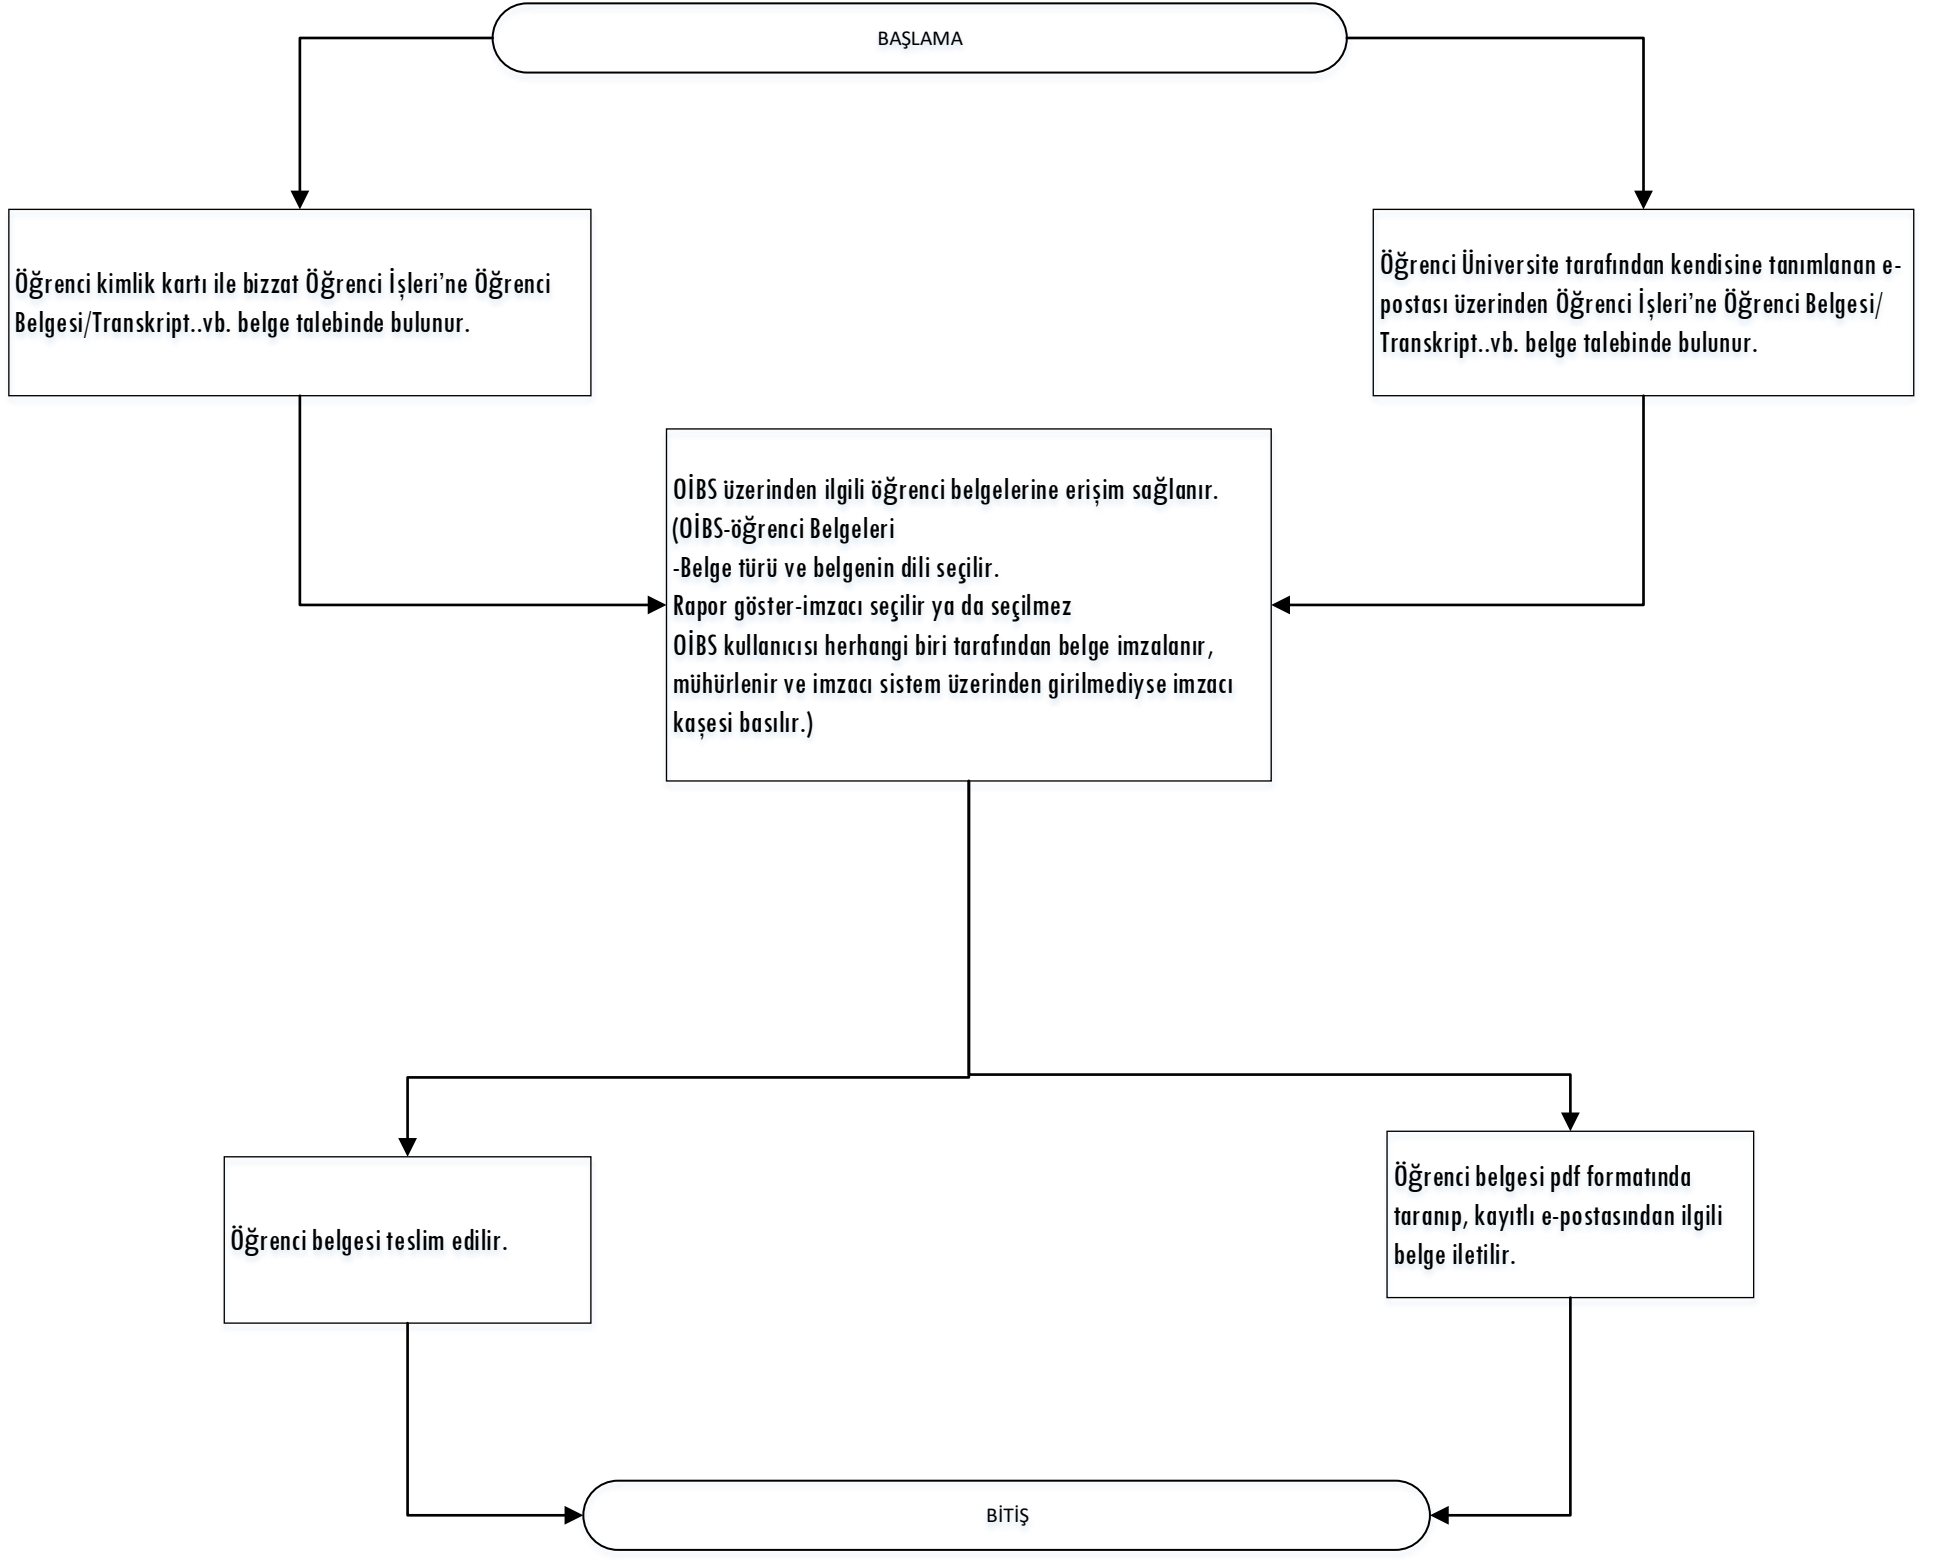 BAŞLAMA
Öğrenci kimlik kartı ile bizzat Öğrenci İşleri’ne Öğrenci
Belgesi/Transkript..vb. belge talebinde bulunur.
Öğrenci Üniversite tarafından kendisine tanımlanan e-
postası üzerinden Öğrenci İşleri’ne Öğrenci Belgesi/
Transkript..vb. belge talebinde bulunur.
OİBS üzerinden ilgili öğrenci belgelerine erişim sağlanır.
(OİBS-öğrenci Belgeleri
-Belge türü ve belgenin dili seçilir.
Rapor göster-imzacı seçilir ya da seçilmez
OİBS kullanıcısı herhangi biri tarafından belge imzalanır,
mühürlenir ve imzacı sistem üzerinden girilmediyse imzacı
kaşesi basılır.)
Öğrenci belgesi teslim edilir.
Öğrenci belgesi pdf formatında
taranıp, kayıtlı e-postasından ilgili
belge iletilir.
BİTİŞ